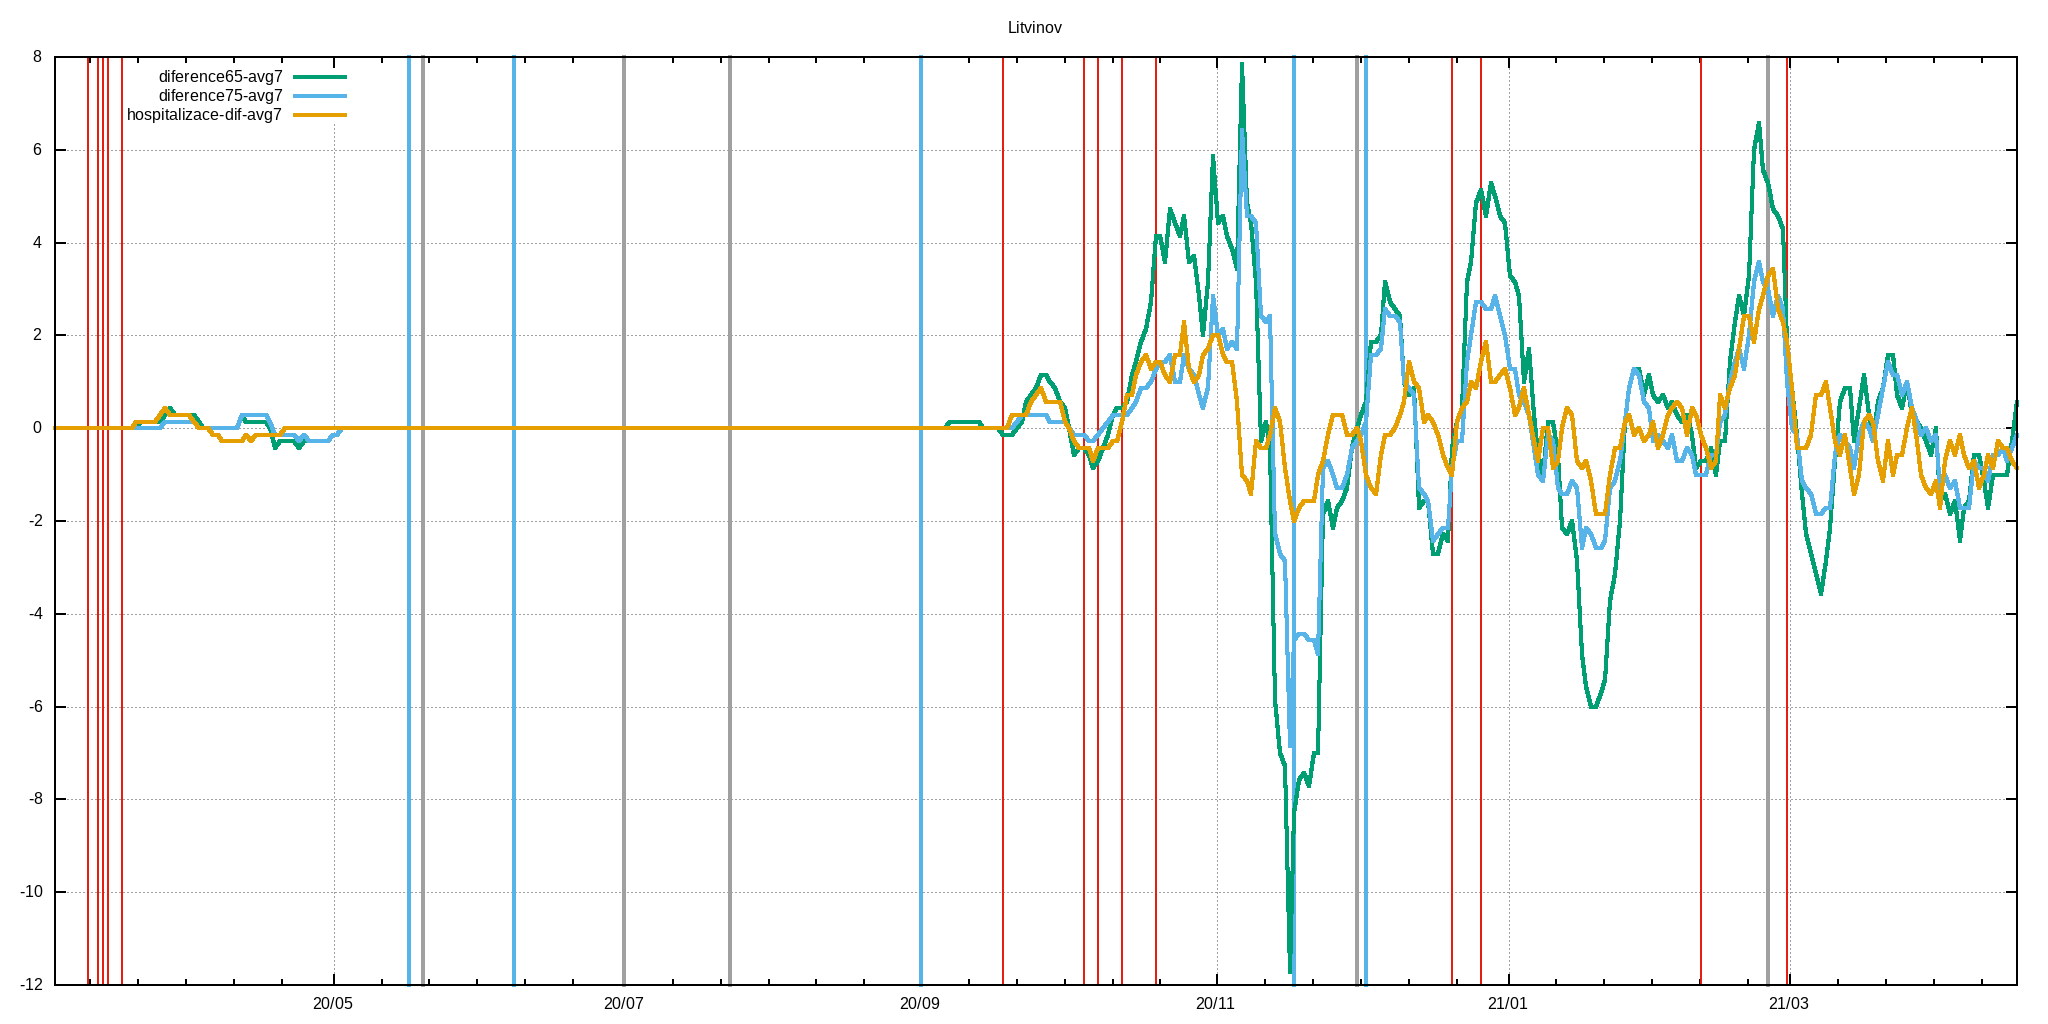 Litvinov
diference65-avg7
diference75-avg7
hospitalizace-dif-avg7
8
6
4
2
0
-2
-4
-6
-8
-10
-12
20/05 20/07 20/09 20/11 21/01 21/03